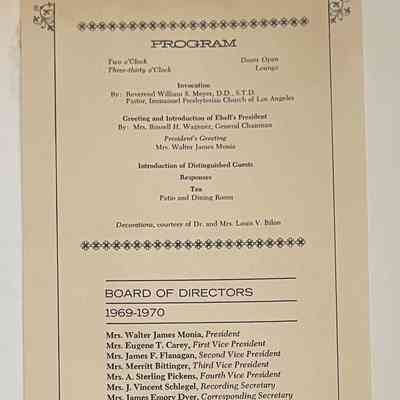 PROGRAM
Two o'Clock Doors Open
Three-thirty o'Clock Lounge
Invocation
By: Reverend William S. Meyer, D.D., S.T.D.
Pastor, Immanuel Presbyterian Church of Los Angeles
Greeting and Introduction of Ebell's President
By: Mrs. Russell H. Wagener, General Chairman
President's Greeting
Mrs. Walter James Monia
Introduction of Distinguished Guests
Responses
Tea
Patio and Dining Room
Decorations, courtesy of Dr. and Mrs. Louis V. Bilon
BOARD OF DIRECTORS
1969-1970
Mrs. Walter James Monia, President
Mrs. Eugene T. Carey, First Vice President
Mrs. James F. Flanagan, Second Vice President
Mrs. Merritt Bittinger, Third Vice President
Mrs. A. Sterling Pickens, Fourth Vice President
Mrs. J. Vincent Schlegel, Recording Secretary
Mrs. James Emory Dyer, Corresponding Secretary